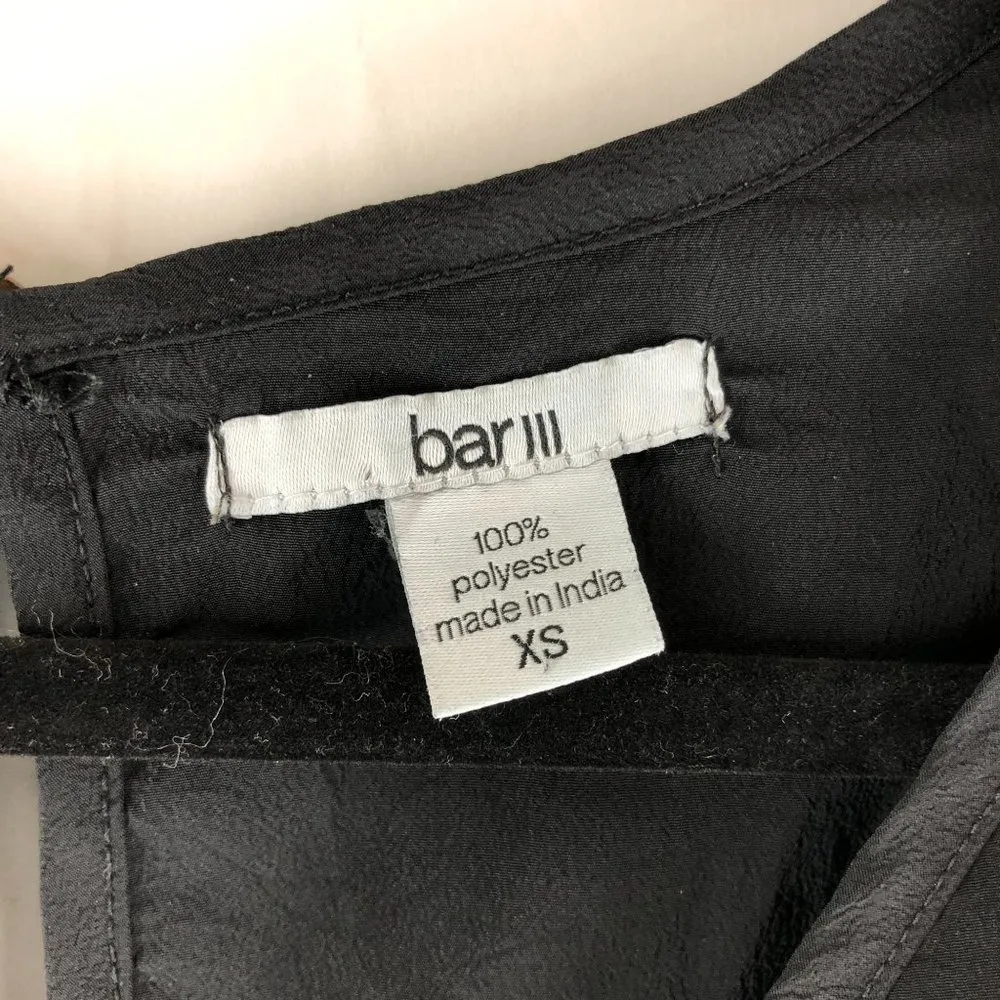 bar III
100%
polyester
made in India
XS